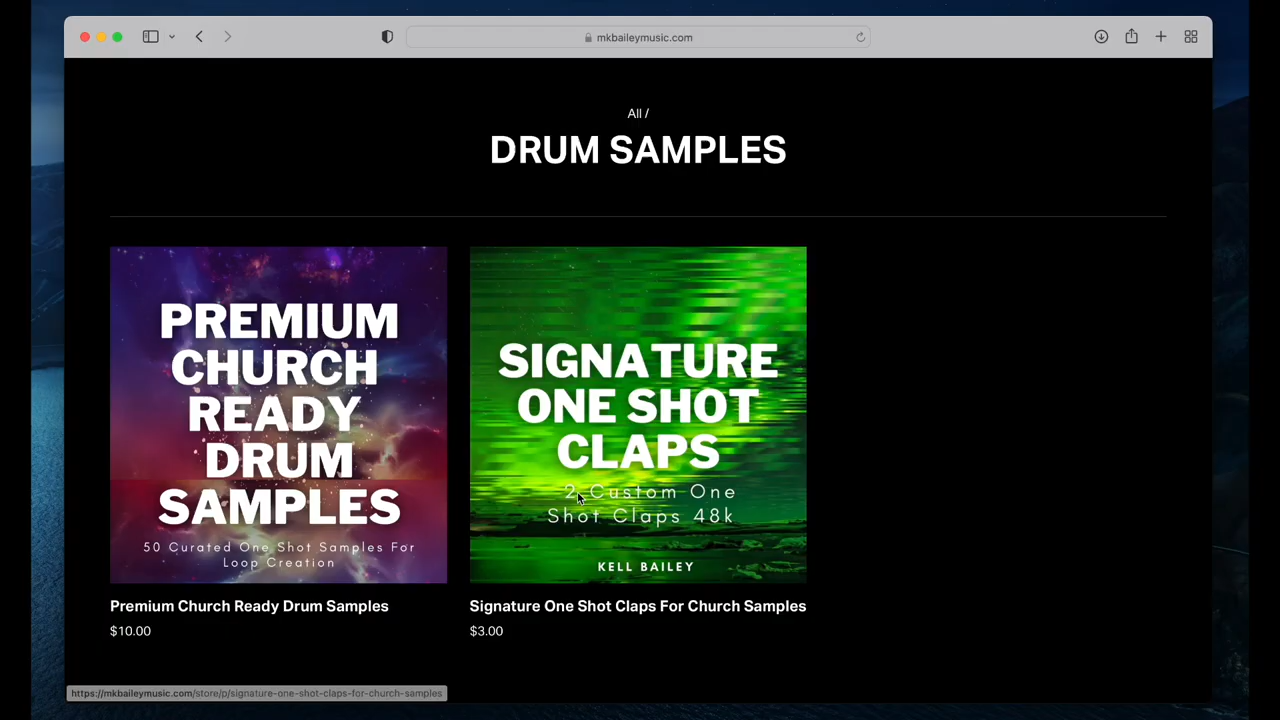 mkbaileymusic.com
All /
DRUM SAMPLES
PREMIUM
CHURCH
READY
DRUM
SAMPLES
50 Curated One Shot Samples For
Loop Creation
SIGNATURE
ONE SHOT
CLAPS
2 Custom One
Shot Claps 48k
KELL BAILEY
Premium Church Ready Drum Samples
$10.00
Signature One Shot Claps For Church Samples
$3.00
https://mkbaileymusic.com/store/p/signature-one-shot-claps-for-church-samples